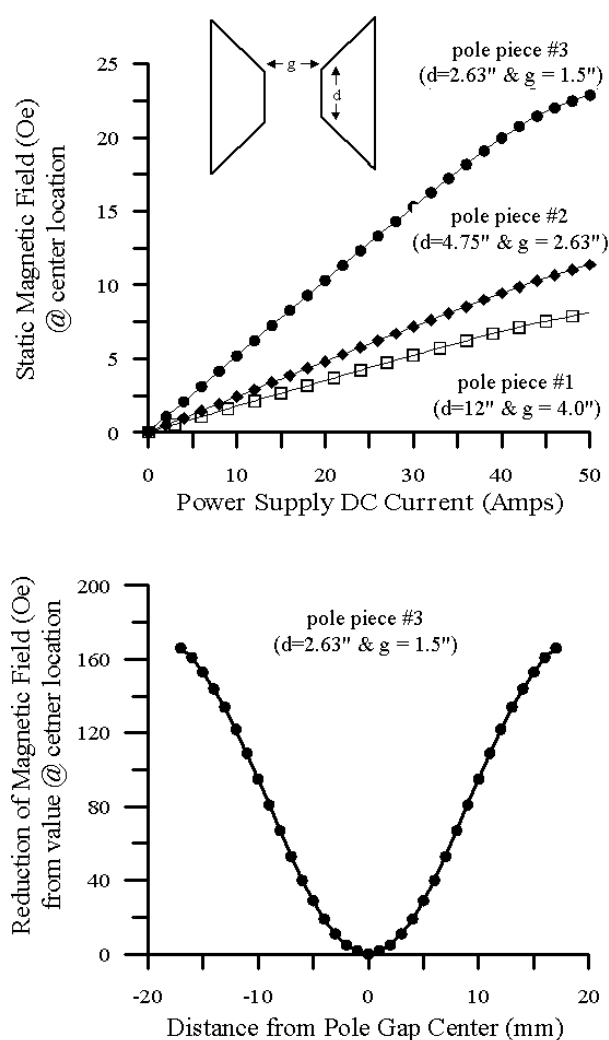 pole piece #3
(d=2.63" & g = 1.5")
25
20
15
10
5
0
g
d
Static Magnetic Field (Oe)
@ center location
pole piece #2
(d=4.75" & g = 2.63")
pole piece #1
(d=12" & g = 4.0")
0 10 20 30 40 50
Power Supply DC Current (Amps)
200
160
120
80
40
0
Reduction of Magnetic Field (Oe)
from value @ cetner location
pole piece #3
(d=2.63" & g = 1.5")
-20 -10 0 10 20
Distance from Pole Gap Center (mm)